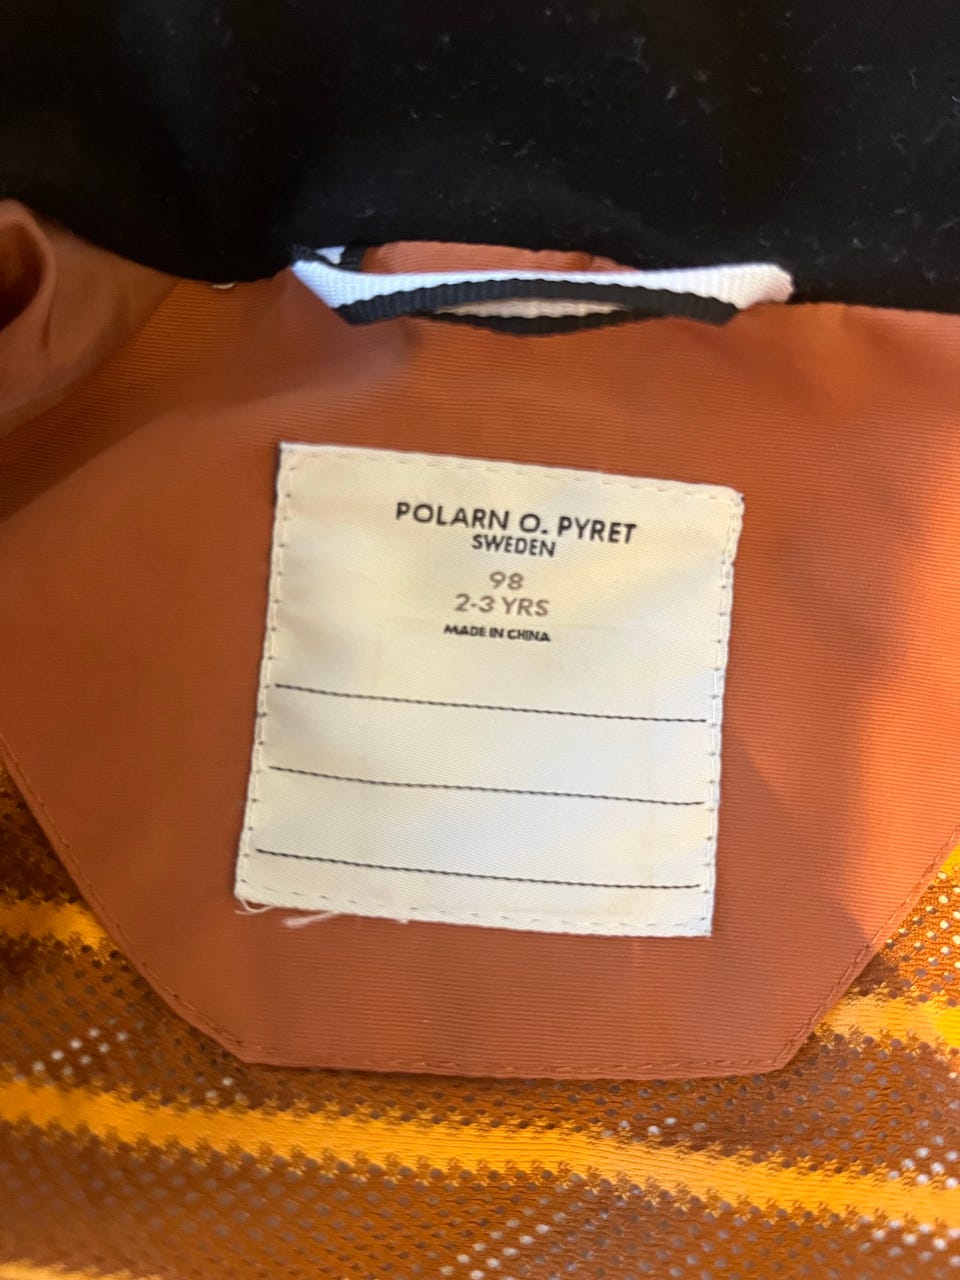 POLARN O. PYRET
SWEDEN
98
2-3 YRS
MADE IN CHINA